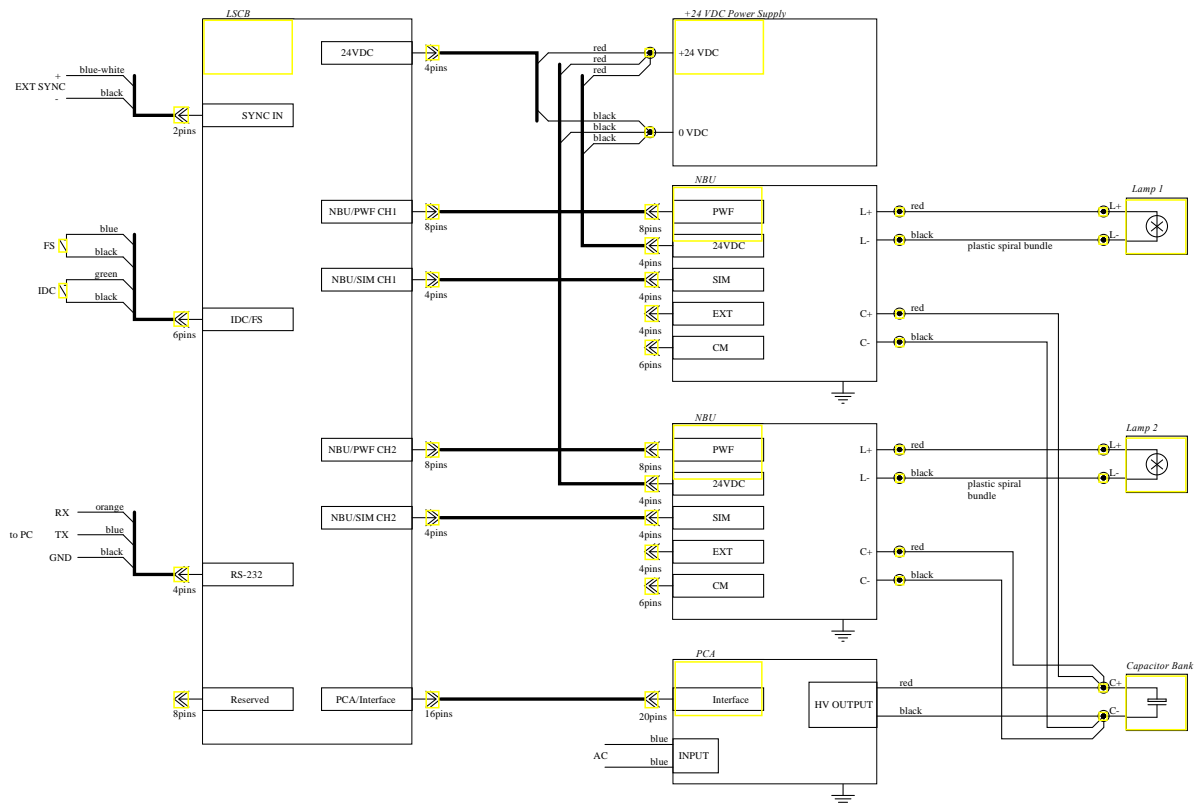 LSCB
+24 VDC Power Supply
24VDC
4pins
red
red
red
+24 VDC
black
black
black
0 VDC
+
blue-white
EXT SYNC
black
-
SYNC IN
2pins
NBU
Lamp 1
NBU/PWF CH1
8pins
8pins
PWF
L+
red
L+
24VDC
4pins
L-
black
plastic spiral bundle
L-
FS
blue
black
IDC
green
black
IDC/FS
6pins
NBU/SIM CH1
4pins
4pins
SIM
EXT
4pins
C+
red
CM
6pins
C-
black
NBU
Lamp 2
NBU/PWF CH2
8pins
8pins
PWF
L+
red
L+
24VDC
4pins
L-
black
plastic spiral
bundle
L-
NBU/SIM CH2
4pins
4pins
SIM
EXT
4pins
C+
red
CM
6pins
C-
black
RX
orange
to PC
TX
blue
GND
black
RS-232
4pins
PCA
Capacitor Bank
Reserved
8pins
PCA/Interface
16pins
20pins
Interface
HV OUTPUT
red
C+
black
C-
AC
blue
blue
INPUT